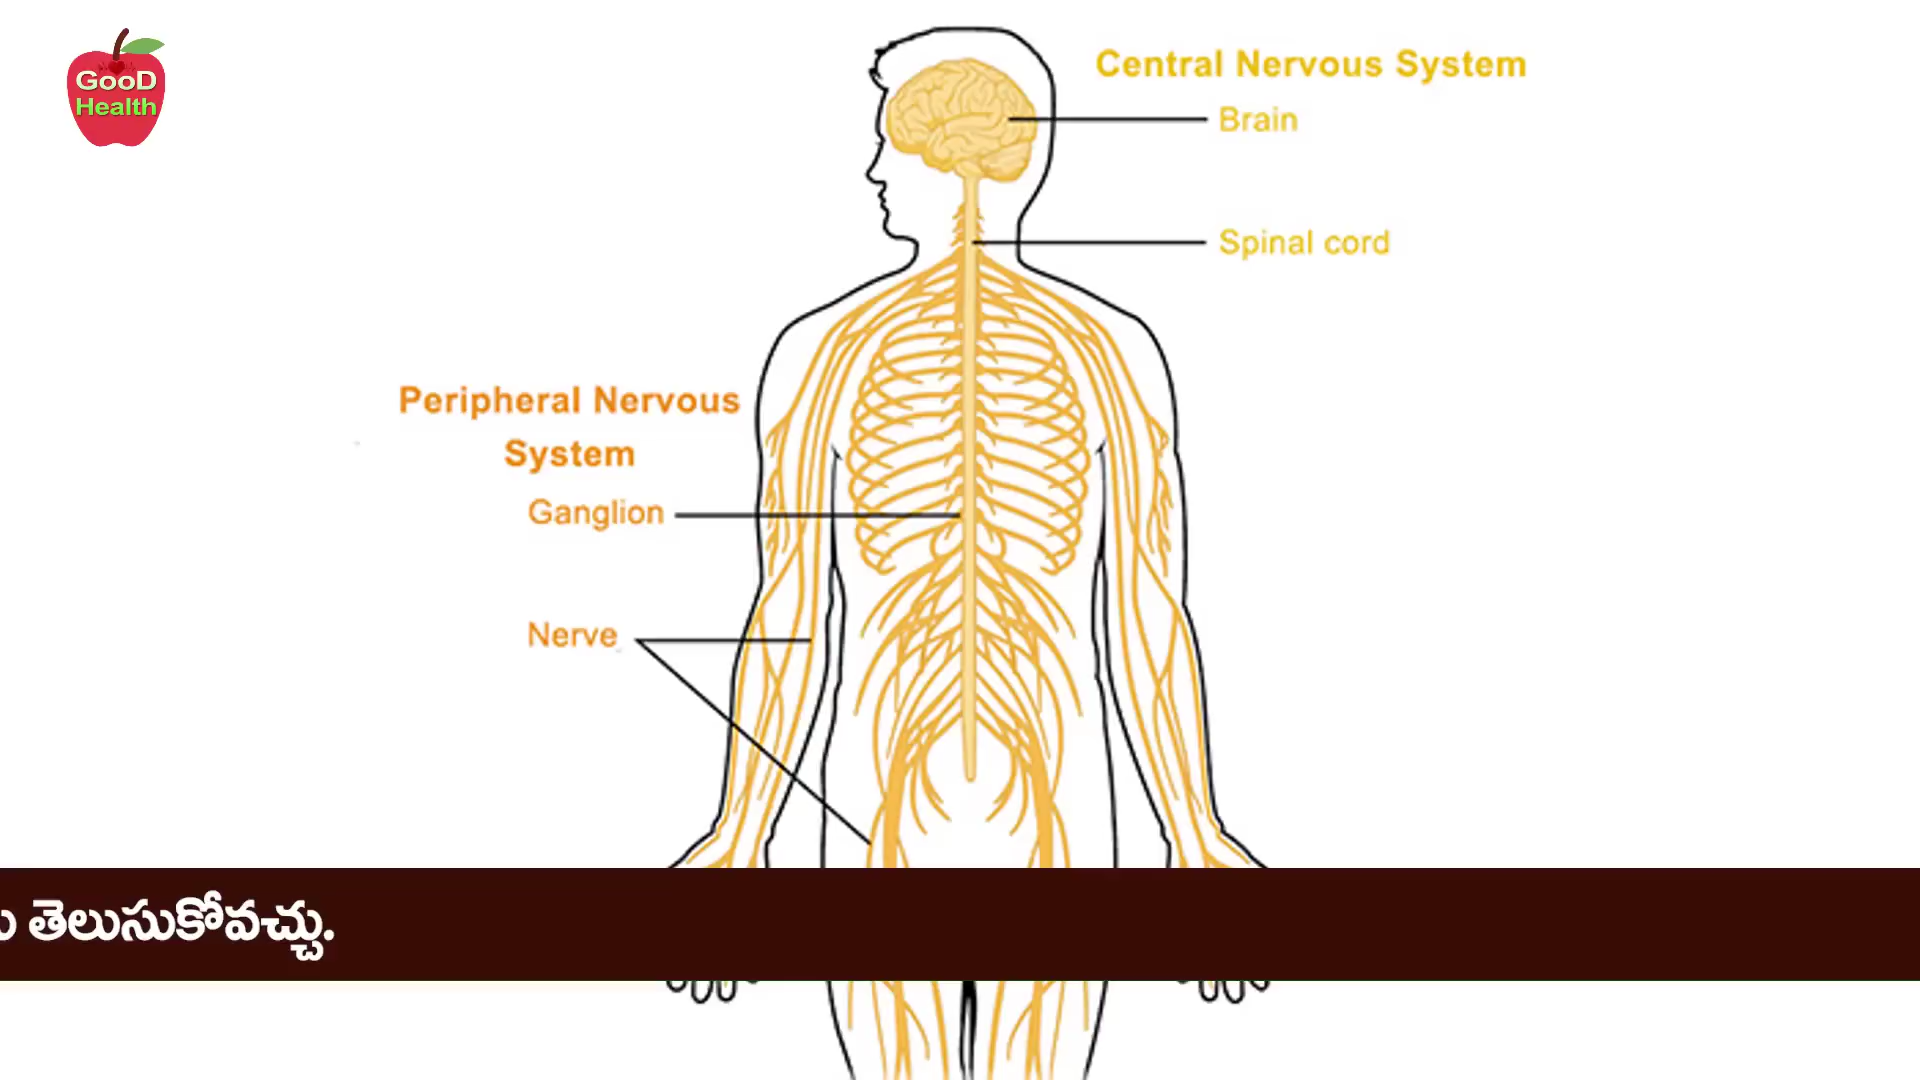 GooD
Health
Central Nervous System
Brain
Spinal cord
Peripheral Nervous
System
Ganglion
Nerve
తెలుసుకోవచ్చు.